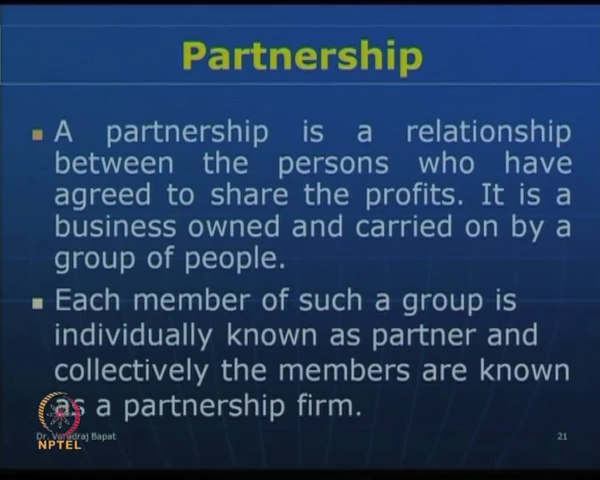 Partnership
A partnership is a relationship
between the persons who have
agreed to share the profits. It is a
business owned and carried on by a
group of people.
Each member of such a group is
individually known as partner and
collectively the members are known
as a partnership firm.
Dr. Varadraj Bapat
21
NPTEL